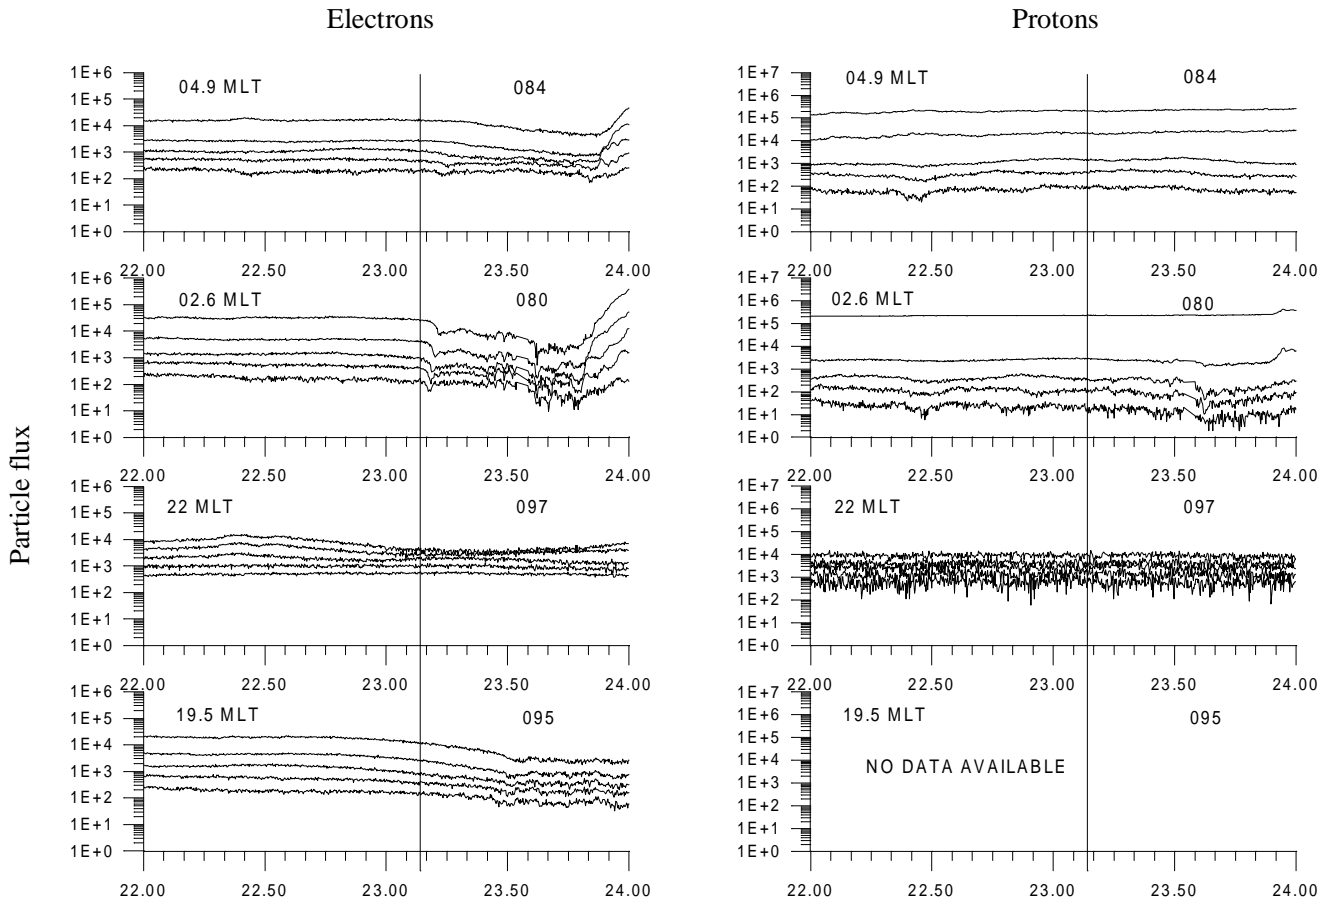 Electrons Protons
Particle flux
1E+6
1E+5
1E+4
1E+3
1E+2
1E+1
1E+0
04.9 MLT 084
22.00 22.50 23.00 23.50 24.00
1E+7
1E+6
1E+5
1E+4
1E+3
1E+2
1E+1
1E+0
04.9 MLT 084
22.00 22.50 23.00 23.50 24.00
1E+6
1E+5
1E+4
1E+3
1E+2
1E+1
1E+0
02.6 MLT 080
22.00 22.50 23.00 23.50 24.00
1E+7
1E+6
1E+5
1E+4
1E+3
1E+2
1E+1
1E+0
02.6 MLT 080
22.00 22.50 23.00 23.50 24.00
1E+6
1E+5
1E+4
1E+3
1E+2
1E+1
1E+0
22 MLT 097
22.00 22.50 23.00 23.50 24.00
1E+7
1E+6
1E+5
1E+4
1E+3
1E+2
1E+1
1E+0
22 MLT 097
22.00 22.50 23.00 23.50 24.00
1E+6
1E+5
1E+4
1E+3
1E+2
1E+1
1E+0
19.5 MLT 095
22.00 22.50 23.00 23.50 24.00
1E+7
1E+6
1E+5
1E+4
1E+3
1E+2
1E+1
1E+0
19.5 MLT 095
NO DATA AVAILABLE
22.00 22.50 23.00 23.50 24.00